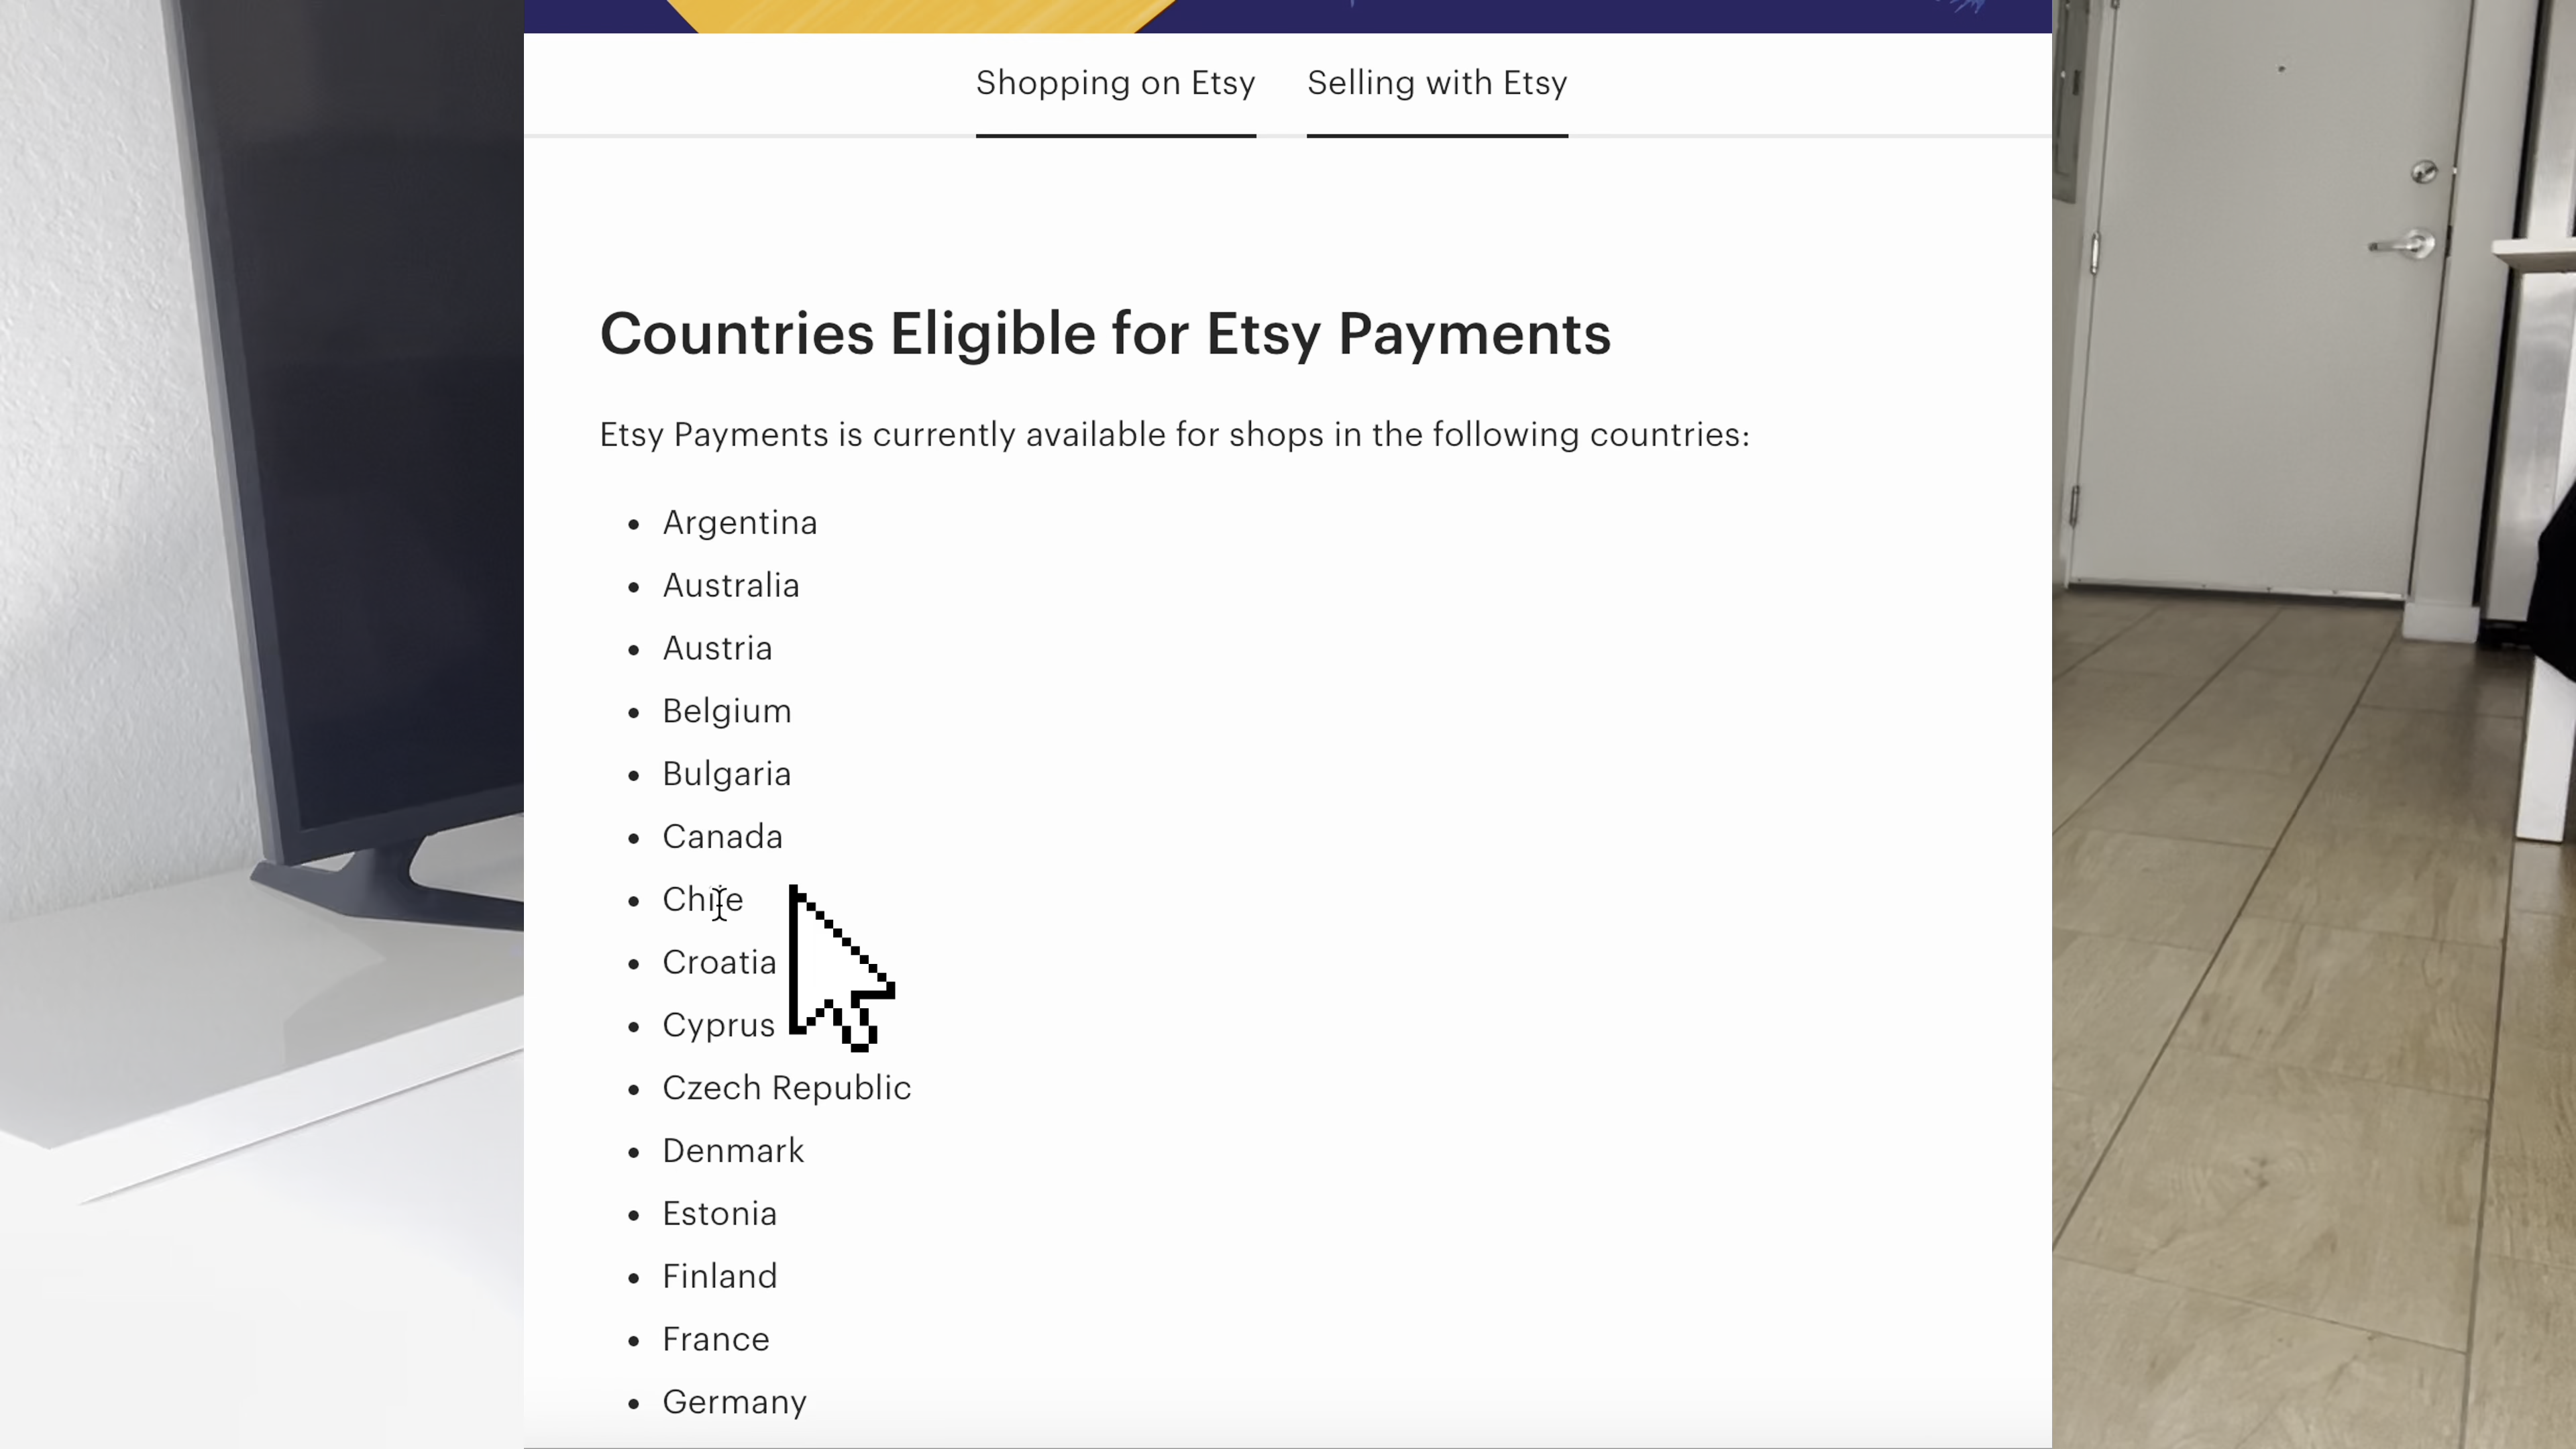 Shopping on Etsy Selling with Etsy
Countries Eligible for Etsy Payments
Etsy Payments is currently available for shops in the following countries:
Argentina
Australia
Austria
Belgium
Bulgaria
Canada
Chile
Croatia
Cyprus
Czech Republic
Denmark
Estonia
Finland
France
Germany